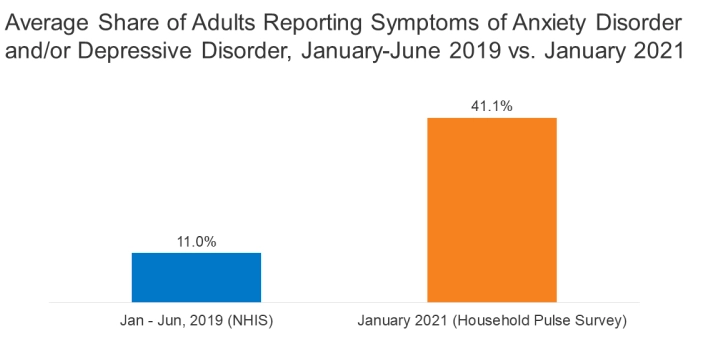 Average Share of Adults Reporting Symptoms of Anxiety Disorder
and/or Depressive Disorder, January-June 2019 vs. January 2021
41.1%
11.0%
Jan - Jun, 2019 (NHIS)
January 2021 (Household Pulse Survey)